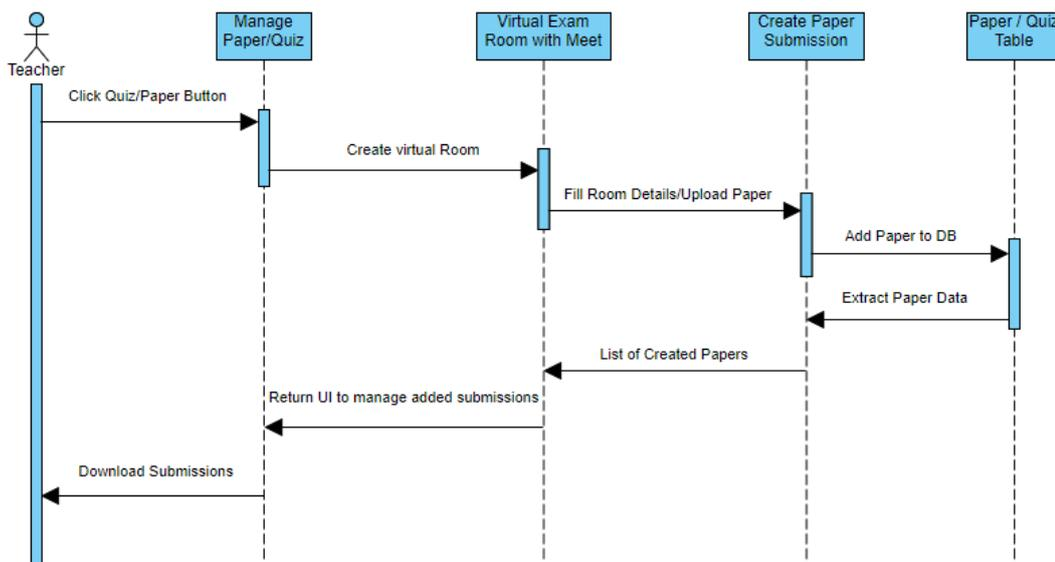 Manage
Paper/Quiz
Virtual Exam
Room with Meet
Create Paper
Submission
Paper / Quiz
Table
Teacher
Click Quiz/Paper Button
Create virtual Room
Fill Room Details/Upload Paper
Add Paper to DB
Extract Paper Data
List of Created Papers
Return UI to manage added submissions
Download Submissions